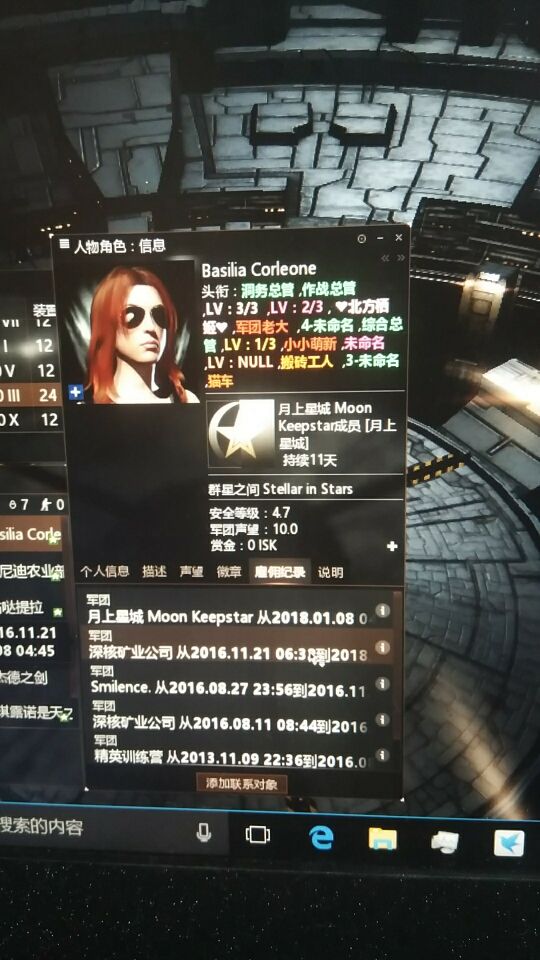 人物角色：信息
Basilia Corleone
头衔：洞务总管 ,作战总管
,LV：3/3 ,LV：2/3 ,♥北方栖
姬♥ ,军团老大 ,4-未命名 ,综合总
管 ,LV：1/3 ,小小萌新 ,未命名
,LV：NULL ,搬砖工人 ,3-未命名
,猫车
月上星城 Moon
Keepstar成员 [月上
星城]
持续11天
群星之间 Stellar in Stars
安全等级：4.7
军团声望：10.0
赏金：0 ISK
个人信息 描述 声望 徽章 雇佣纪录 说明
军团
月上星城 Moon Keepstar 从2018.01.08 0
军团
深核矿业公司 从2016.11.21 06:3 到2018
军团
Smilence. 从2016.08.27 23:56到2016.11
军团
深核矿业公司 从2016.08.11 08:44到2016
军团
精英训练营 从2013.11.09 22:36到2016.0
添加联系对象
装
VII 12
I 12
V 12
III 24
X 12
7 0
silia Corle
尼迪农业部
哒提拉
16.11.21
08 04:45
杰德之剑
琪露诺是天
搜索的内容